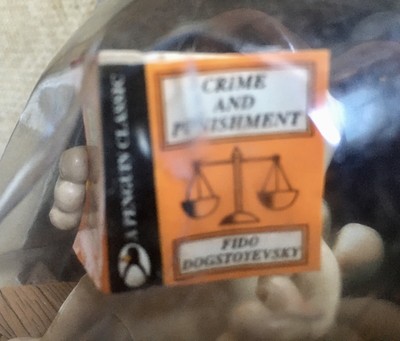 A PENGUIN CLASSIC
CRIME
AND
PUNISHMENT
FIDO
DOGSTOYEVSKY